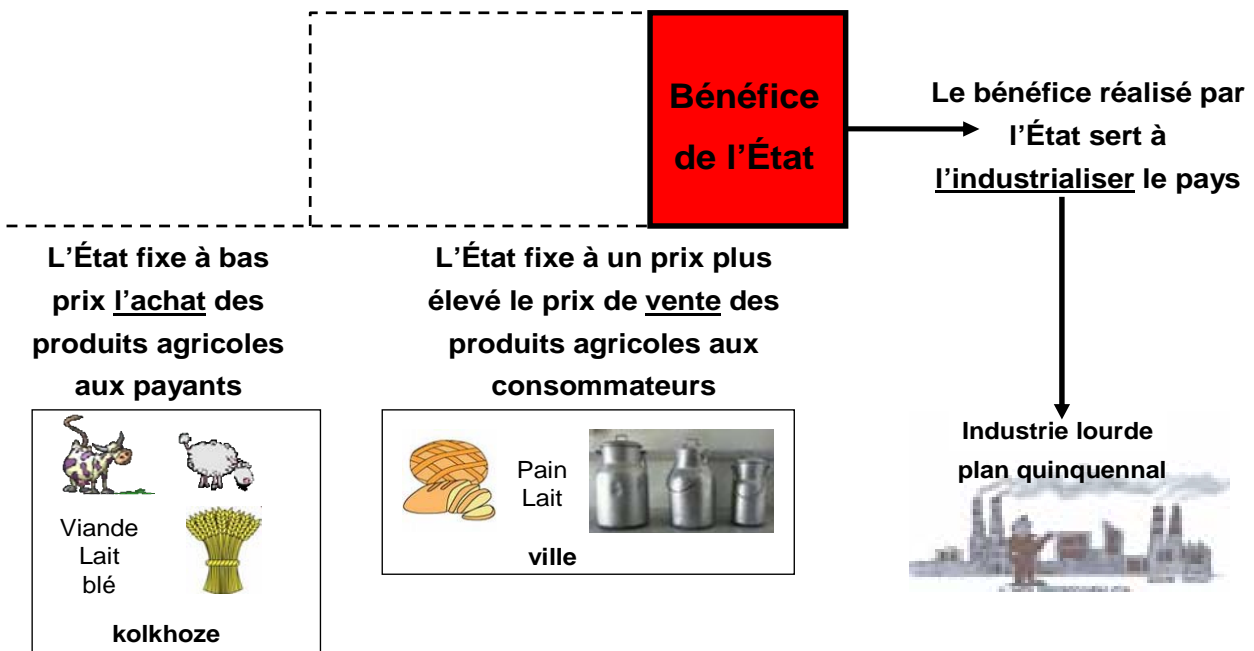 Bénéfice
de l’État
Le bénéfice réalisé par
l’État sert à
l’industrialiser le pays
L’État fixe à bas
prix l’achat des
produits agricoles
aux payants
L’État fixe à un prix plus
élevé le prix de vente des
produits agricoles aux
consommateurs
Viande
Lait
blé
kolkhoze
Pain
Lait
ville
Industrie lourde
plan quinquennal